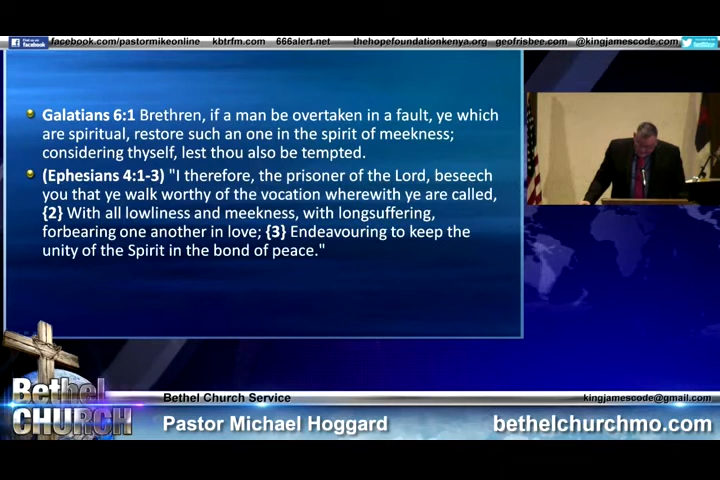 Find us on facebook facebook.com/pastormikeonline kbtrfm.com 666alert.net thehopefoundationkenya.org geofrisbee.com @kingjamescode.com
Galatians 6:1 Brethren, if a man be overtaken in a fault, ye which
are spiritual, restore such an one in the spirit of meekness;
considering thyself, lest thou also be tempted.
(Ephesians 4:1-3) "I therefore, the prisoner of the Lord, beseech
you that ye walk worthy of the vocation wherewith ye are called,
{2} With all lowliness and meekness, with longsuffering,
forbearing one another in love; {3} Endeavouring to keep the
unity of the Spirit in the bond of peace."
Bethel
CHURCH
Bethel Church Service kingjamescode@gmail.com
Pastor Michael Hoggard bethelchurchmo.com